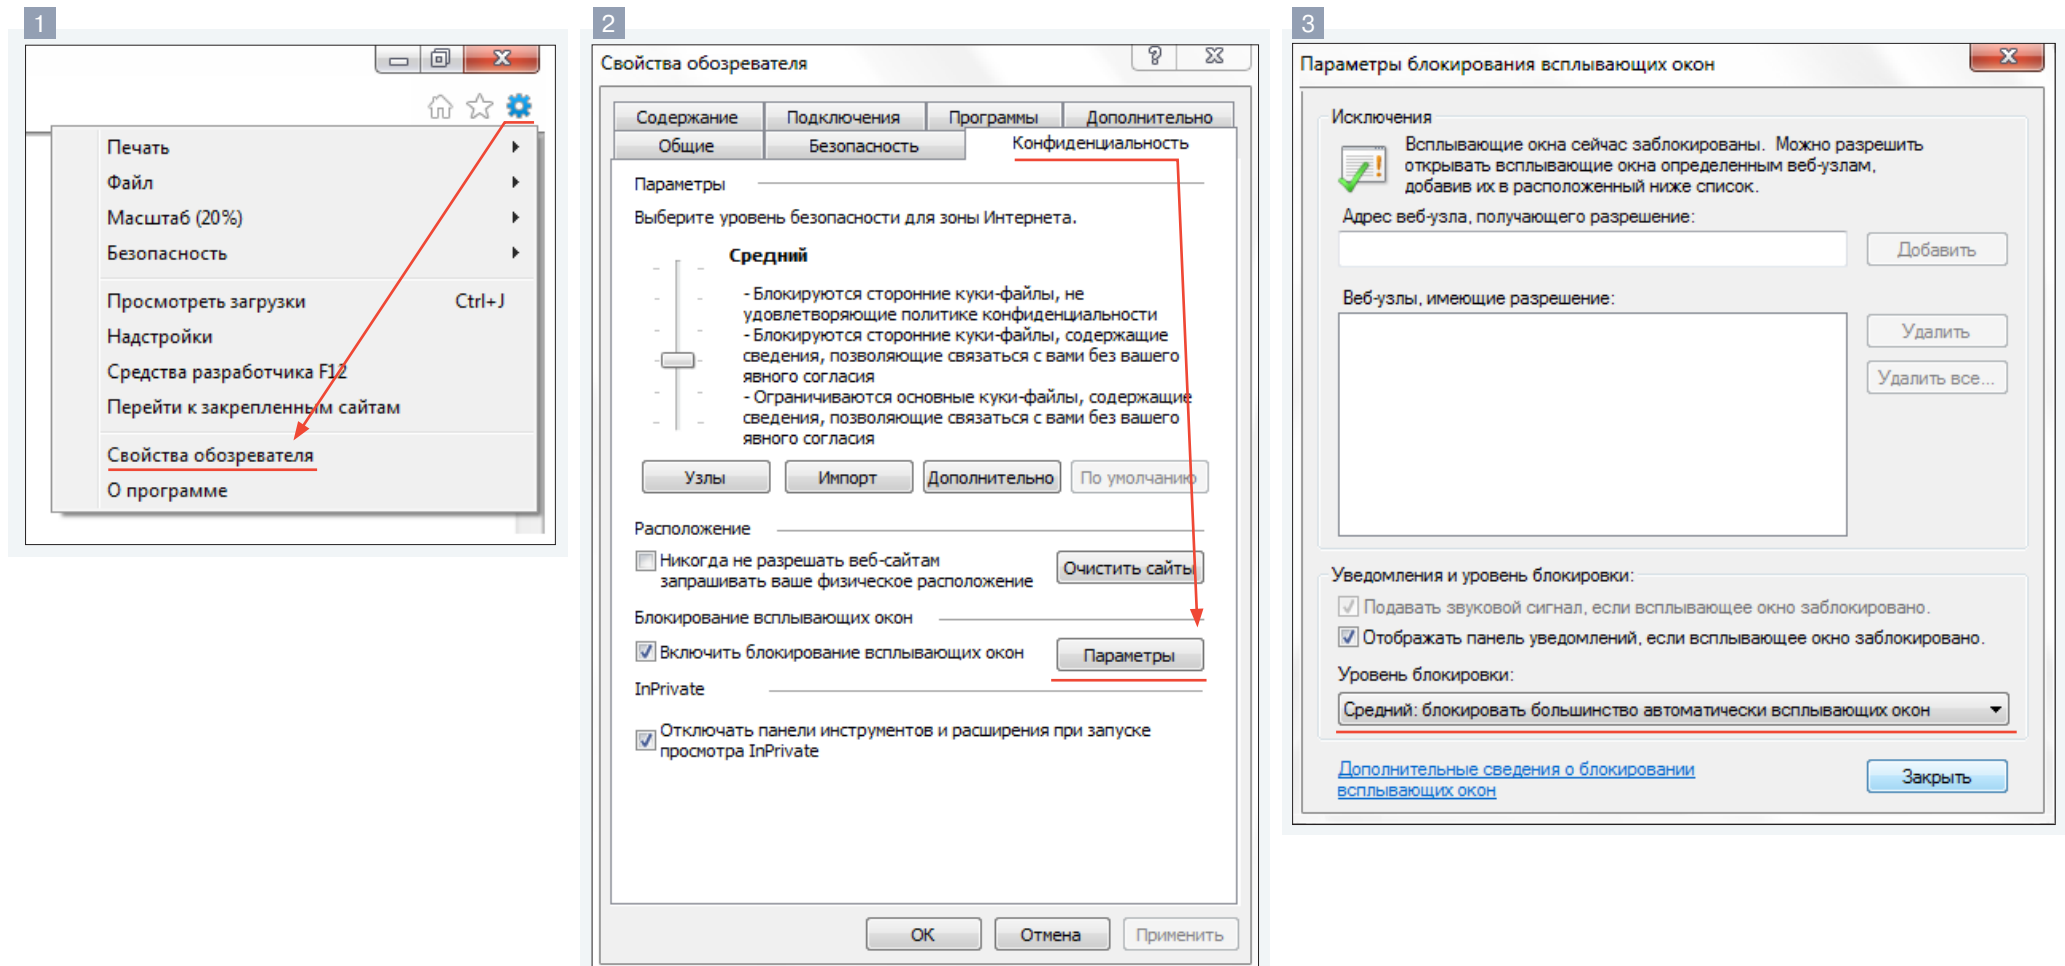 1
Печать
Файл
Масштаб (20%)
Безопасность
Просмотреть загрузки Ctrl+J
Надстройки
Средства разработчика F12
Перейти к закрепленным сайтам
Свойства обозревателя
О программе
2
Свойства обозревателя
Содержание Подключения Программы Дополнительно
Общие Безопасность Конфиденциальность
Параметры
Выберите уровень безопасности для зоны Интернета.
Средний
- Блокируются сторонние куки-файлы, не
удовлетворяющие политике конфиденциальности
- Блокируются сторонние куки-файлы, содержащие
сведения, позволяющие связаться с вами без вашего
явного согласия
- Ограничиваются основные куки-файлы, содержащие
сведения, позволяющие связаться с вами без вашего
явного согласия
Узлы Импорт Дополнительно По умолчанию
Расположение
Никогда не разрешать веб-сайтам
запрашивать ваше физическое расположение
Очистить сайты
Блокирование всплывающих окон
Включить блокирование всплывающих окон Параметры
InPrivate
Отключать панели инструментов и расширения при запуске
просмотра InPrivate
ОК Отмена Применить
3
Параметры блокирования всплывающих окон
Исключения
Всплывающие окна сейчас заблокированы. Можно разрешить
открывать всплывающие окна определенным веб-узлам,
добавив их в расположенный ниже список.
Адрес веб-узла, получающего разрешение:
Добавить
Веб-узлы, имеющие разрешение:
Удалить
Удалить все...
Уведомления и уровень блокировки:
Подавать звуковой сигнал, если всплывающее окно заблокировано.
Отображать панель уведомлений, если всплывающее окно заблокировано.
Уровень блокировки:
Средний: блокировать большинство автоматически всплывающих окон
Дополнительные сведения о блокировании
всплывающих окон
Закрыть